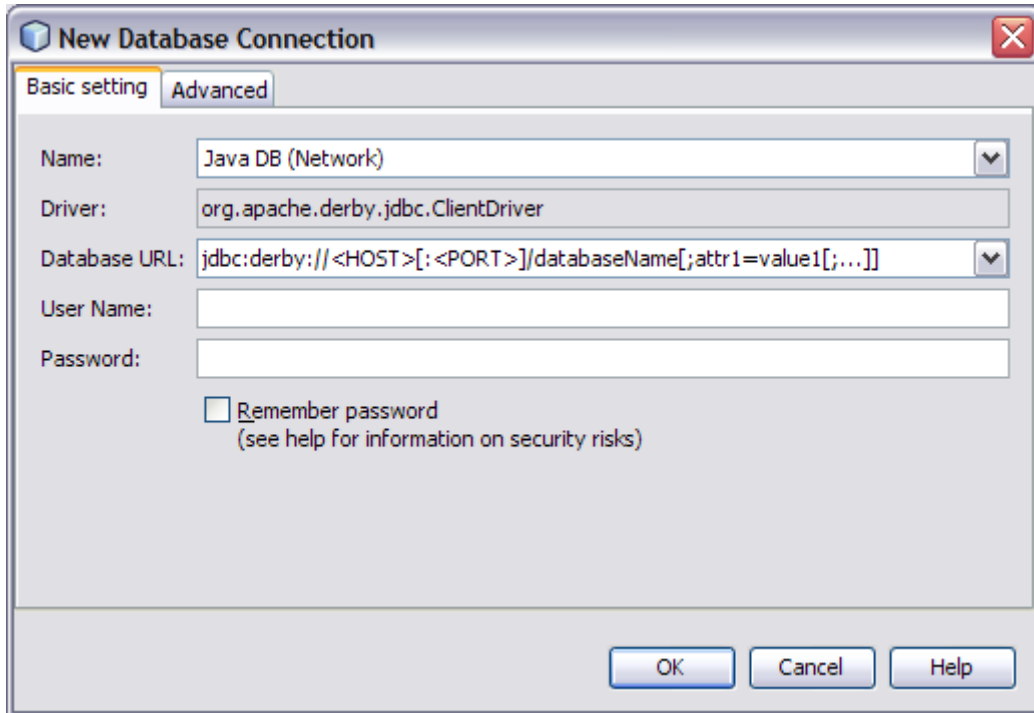 New Database Connection
Basic setting
Advanced
Name:
Java DB (Network)
Driver:
org.apache.derby.jdbc.ClientDriver
Database URL:
jdbc:derby://<HOST>[:<PORT>]/databaseName[;attr1=value1[;...]]
User Name:
Password:
Remember password
(see help for information on security risks)
OK
Cancel
Help